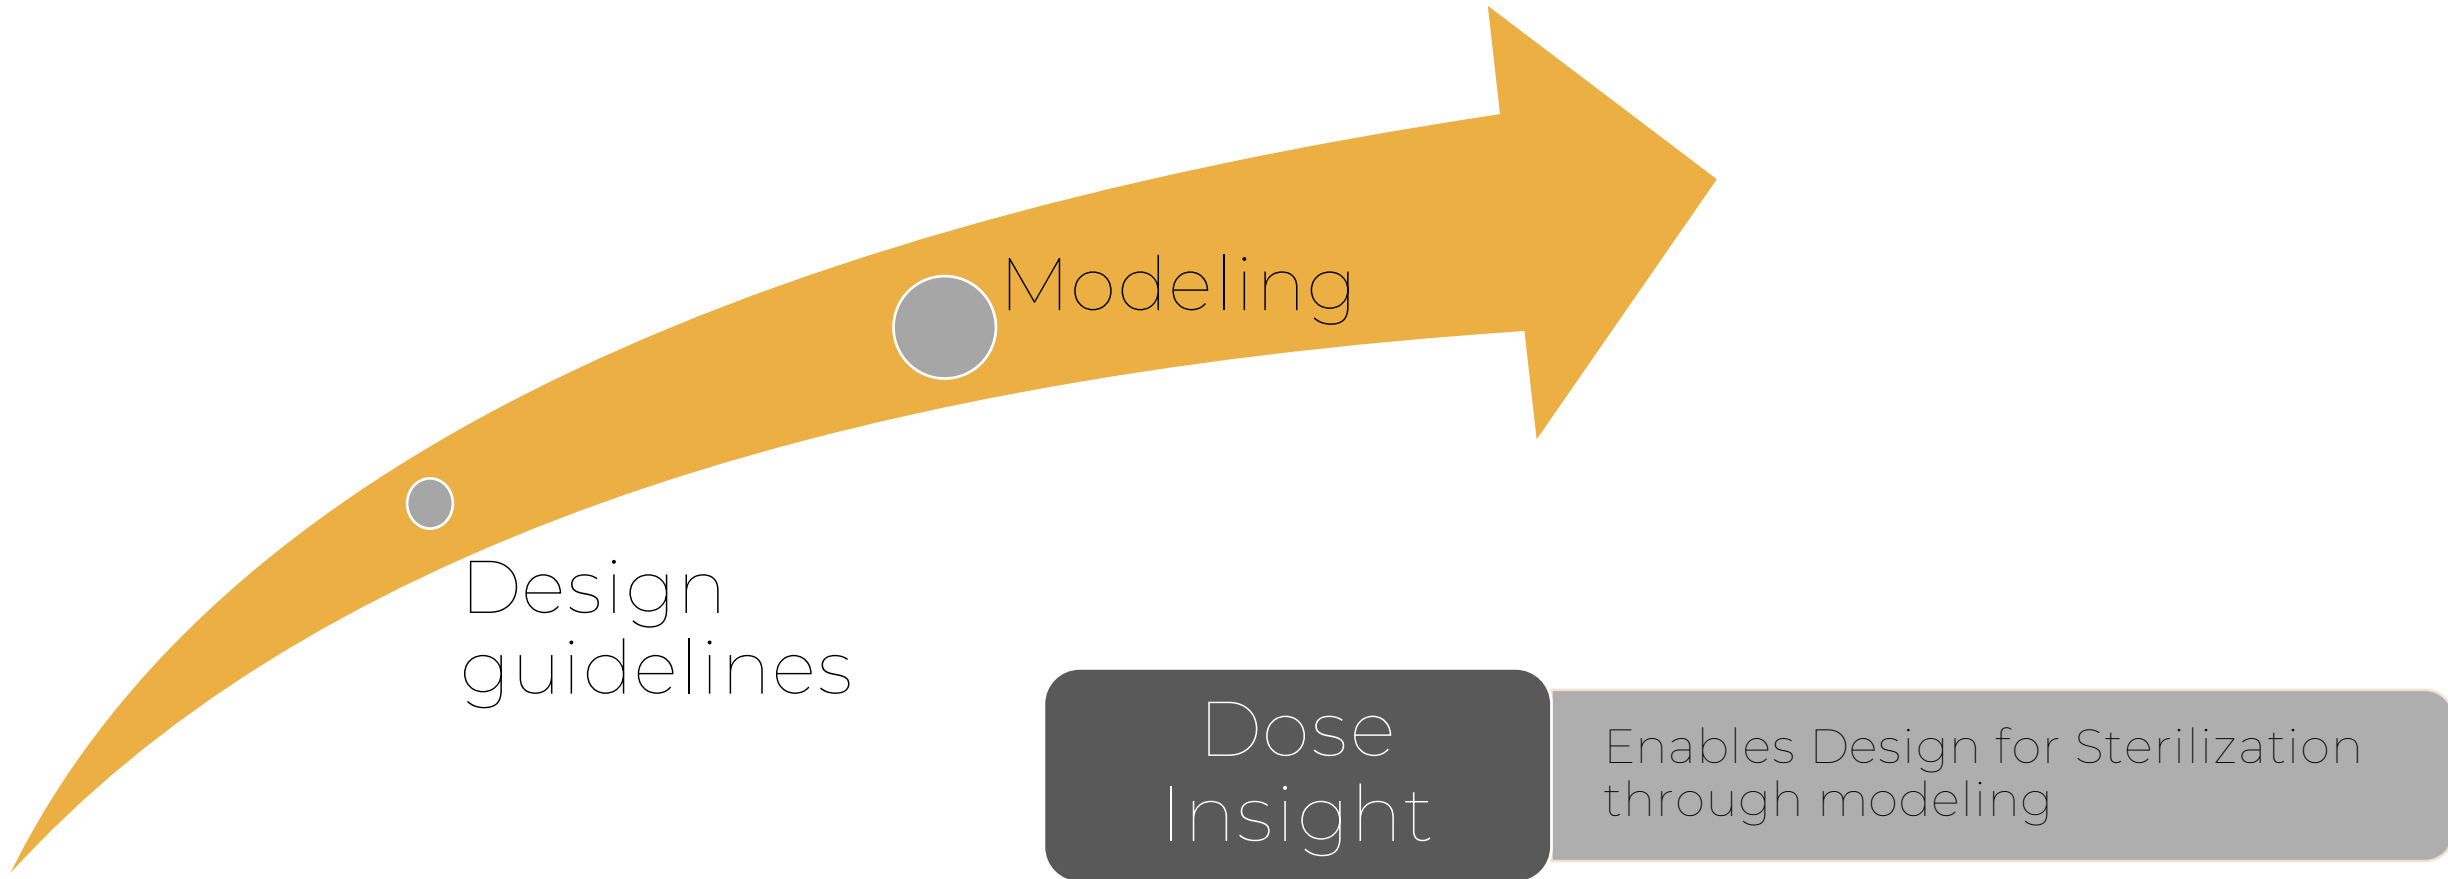 Modeling
Design
guidelines
Dose
Insight
Enables Design for Sterilization
through modeling